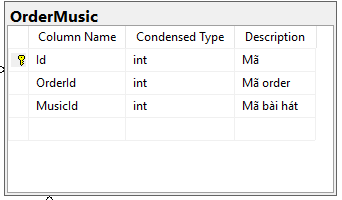 OrderMusic
Column Name Condensed Type Description
Id int Mã
OrderId int Mã order
MusicId int Mã bài hát